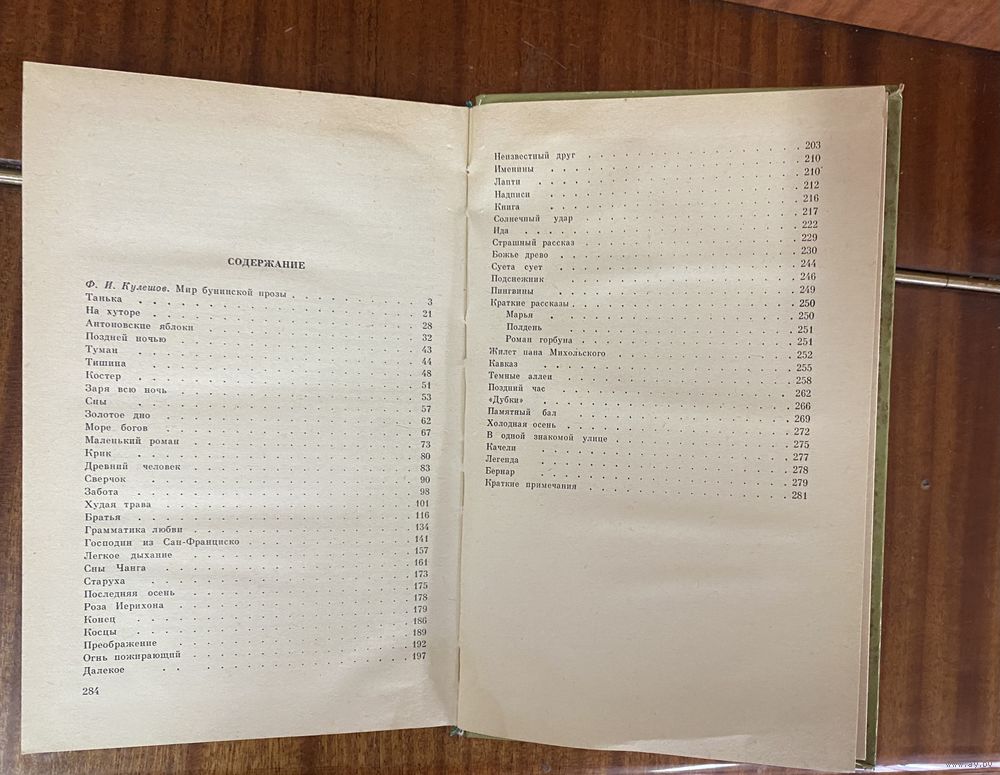 СОДЕРЖАНИЕ
Ф. И. Кулешов. Мир бунинской прозы . . . 3
Танька . . . 21
На хуторе . . . 28
Антоновские яблоки . . . 32
Поздней ночью . . . 43
Туман . . . 44
Тишина . . . 48
Костер . . . 51
Заря всю ночь . . . 53
Сны . . . 57
Золотое дно . . . 62
Море богов . . . 67
Маленький роман . . . 73
Крик . . . 80
Древний человек . . . 83
Сверчок . . . 90
Забота . . . 98
Худая трава . . . 101
Братья . . . 116
Грамматика любви . . . 134
Господин из Сан-Франциско . . . 141
Легкое дыхание . . . 157
Сны Чанга . . . 161
Старуха . . . 173
Последняя осень . . . 175
Роза Иерихона . . . 178
Конец . . . 179
Косцы . . . 186
Преображение . . . 189
Огнь пожирающий . . . 192
Далекое . . . 197
284
Неизвестный друг . . . 203
Именины . . . 210
Лапти . . . 210
Надписи . . . 212
Книга . . . 216
Солнечный удар . . . 217
Ида . . . 222
Страшный рассказ . . . 229
Божье древо . . . 230
Суета сует . . . 244
Подснежник . . . 246
Пингвины . . . 249
Краткие рассказы . . . 250
Марья . . . 250
Полдень . . . 251
Роман горбуна . . . 251
Жилет пана Михольского . . . 252
Кавказ . . . 255
Темные аллеи . . . 258
Поздний час . . . 262
«Дубки» . . . 266
Памятный бал . . . 269
Холодная осень . . . 272
В одной знакомой улице . . . 275
Качели . . . 277
Легенда . . . 278
Бернар . . . 279
Краткие примечания . . . 281
www.ay.by